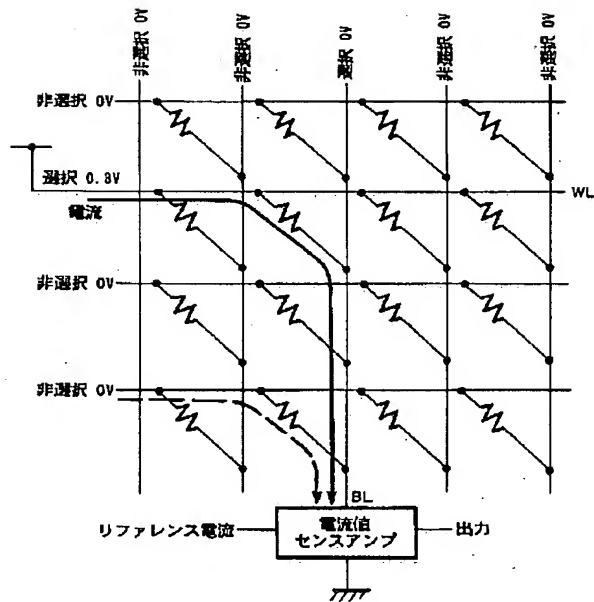 非選択 0V
非選択 0V
選択 0V
非選択 0V
非選択 0V
非選択 0V
選択 0.8V
WL
電流
非選択 0V
非選択 0V
BL
リファレンス電流
電流値
センスアンプ
出力